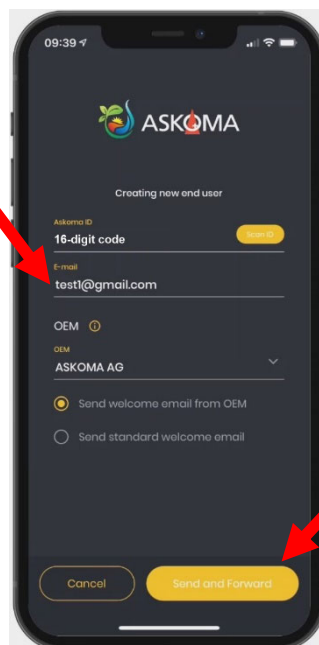 09:39
ASKOMA
Creating new end user
Askoma ID
16-digit code
Scan ID
E-mail
test1@gmail.com
OEM
OEM
ASKOMA AG
Send welcome email from OEM
Send standard welcome email
Cancel
Send and Forward